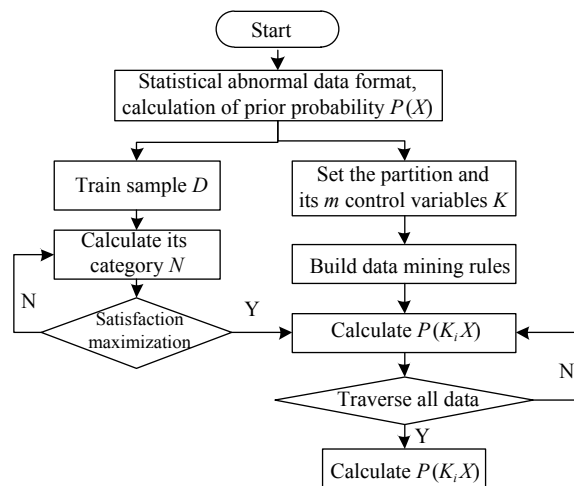 Start
Statistical abnormal data format,
calculation of prior probability P(X)
Train sample D
Set the partition and
its m control variables K
Calculate its
category N
Build data mining rules
N
Satisfaction
maximization
Y
Calculate P(KᵢX)
N
Traverse all data
Y
Calculate P(KᵢX)